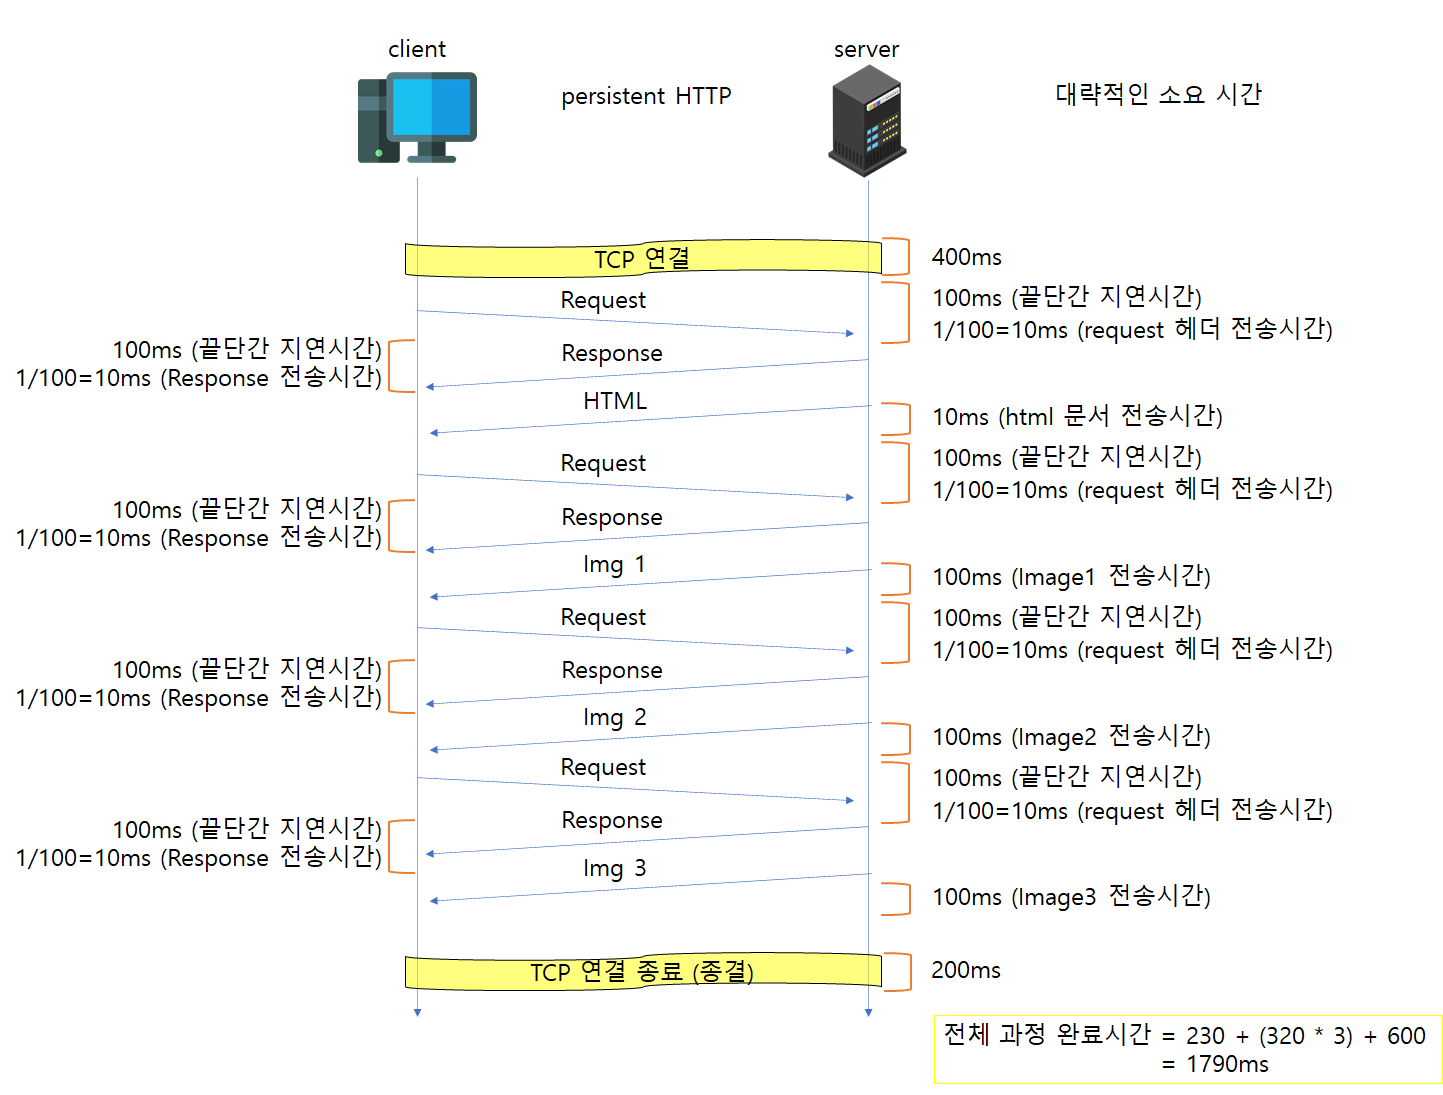 client
server
persistent HTTP
대략적인 소요 시간
TCP 연결
400ms
Request
100ms (끝단간 지연시간)
1/100=10ms (request 헤더 전송시간)
100ms (끝단간 지연시간)
1/100=10ms (Response 전송시간)
Response
HTML
10ms (html 문서 전송시간)
Request
100ms (끝단간 지연시간)
1/100=10ms (request 헤더 전송시간)
100ms (끝단간 지연시간)
1/100=10ms (Response 전송시간)
Response
Img 1
100ms (Image1 전송시간)
Request
100ms (끝단간 지연시간)
1/100=10ms (request 헤더 전송시간)
100ms (끝단간 지연시간)
1/100=10ms (Response 전송시간)
Response
Img 2
100ms (Image2 전송시간)
Request
100ms (끝단간 지연시간)
1/100=10ms (request 헤더 전송시간)
100ms (끝단간 지연시간)
1/100=10ms (Response 전송시간)
Response
Img 3
100ms (Image3 전송시간)
TCP 연결 종료 (종결)
200ms
전체 과정 완료시간 = 230 + (320 * 3) + 600
= 1790ms